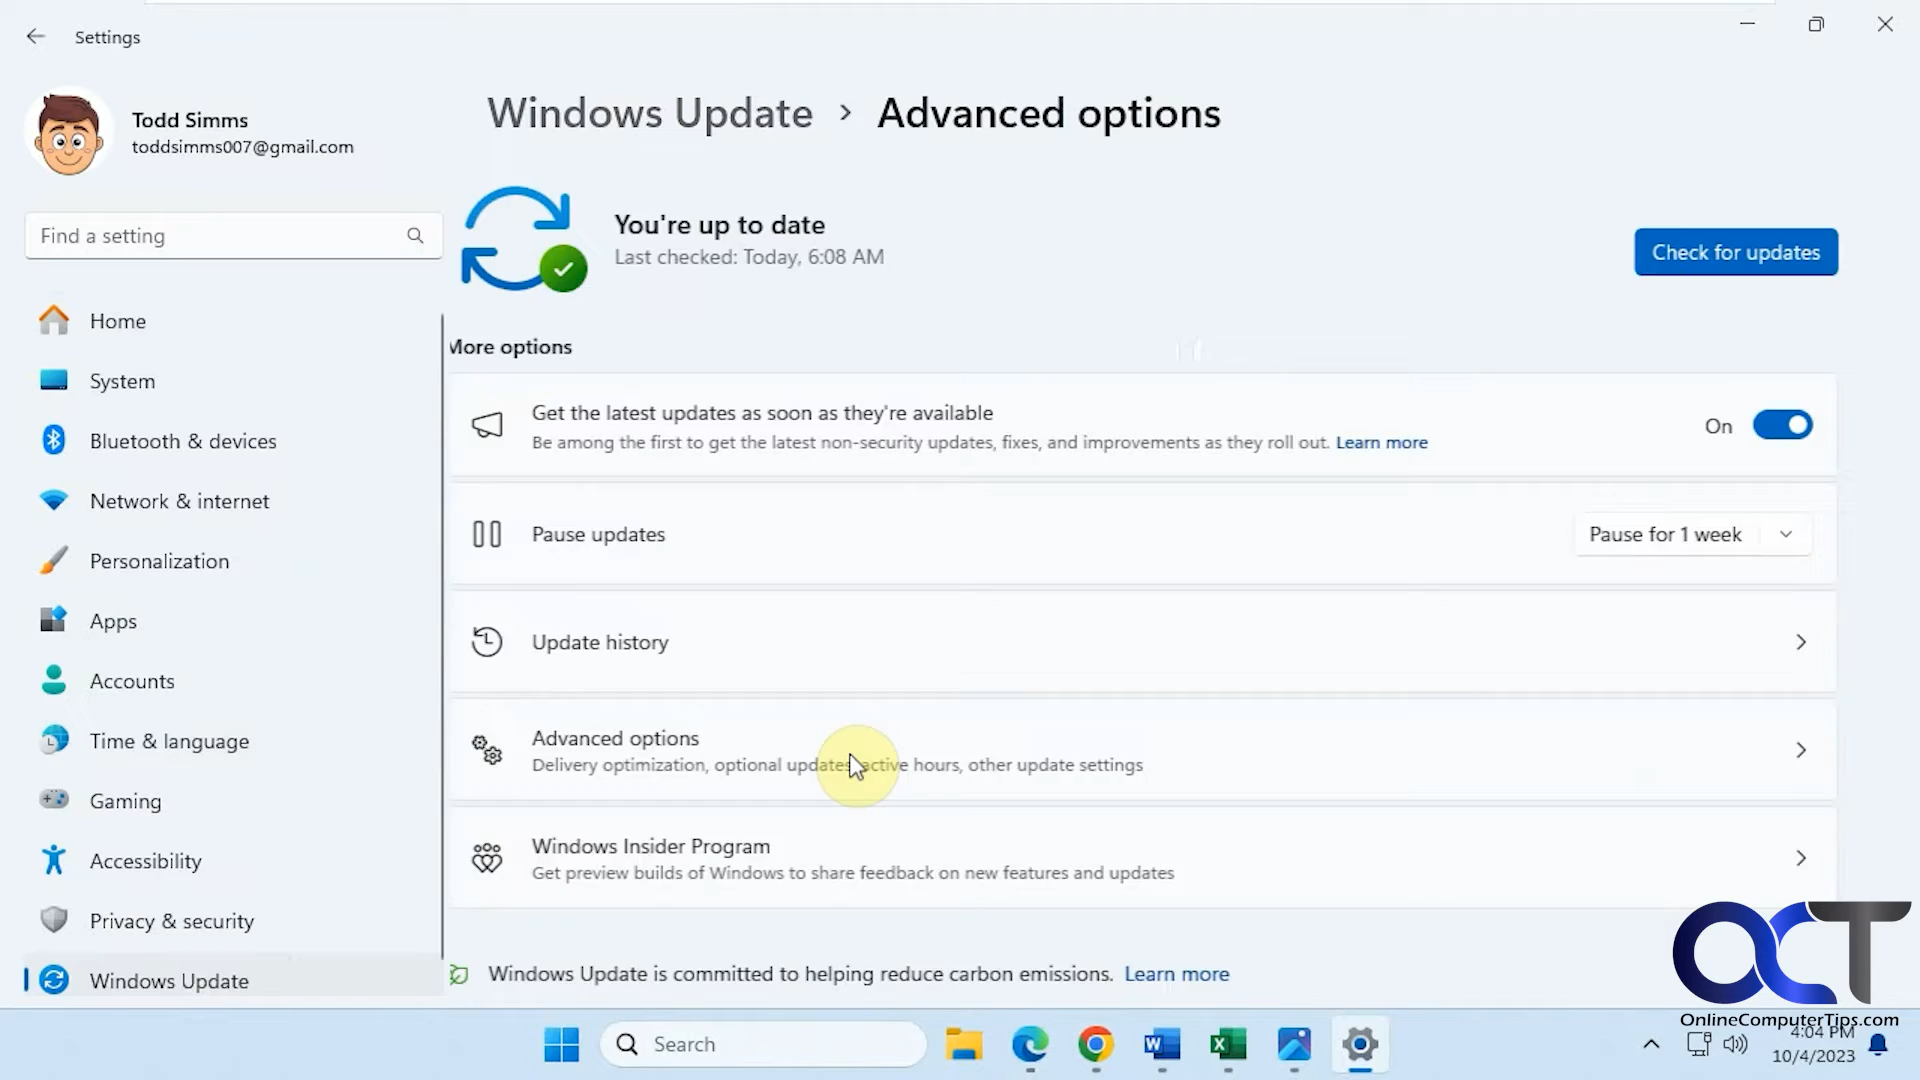 Settings
Todd Simms
toddsimms007@gmail.com
Find a setting
Home
System
Bluetooth & devices
Network & internet
Personalization
Apps
Accounts
Time & language
Gaming
Accessibility
Privacy & security
Windows Update
Windows Update > Advanced options
You're up to date
Last checked: Today, 6:08 AM
Check for updates
More options
Get the latest updates as soon as they're available
Be among the first to get the latest non-security updates, fixes, and improvements as they roll out. Learn more
On
Pause updates
Pause for 1 week
Update history
Advanced options
Delivery optimization, optional updates, active hours, other update settings
Windows Insider Program
Get preview builds of Windows to share feedback on new features and updates
Windows Update is committed to helping reduce carbon emissions. Learn more
OCT
OnlineComputerTips.com
Search
W
X
4:04 PM
10/4/2023